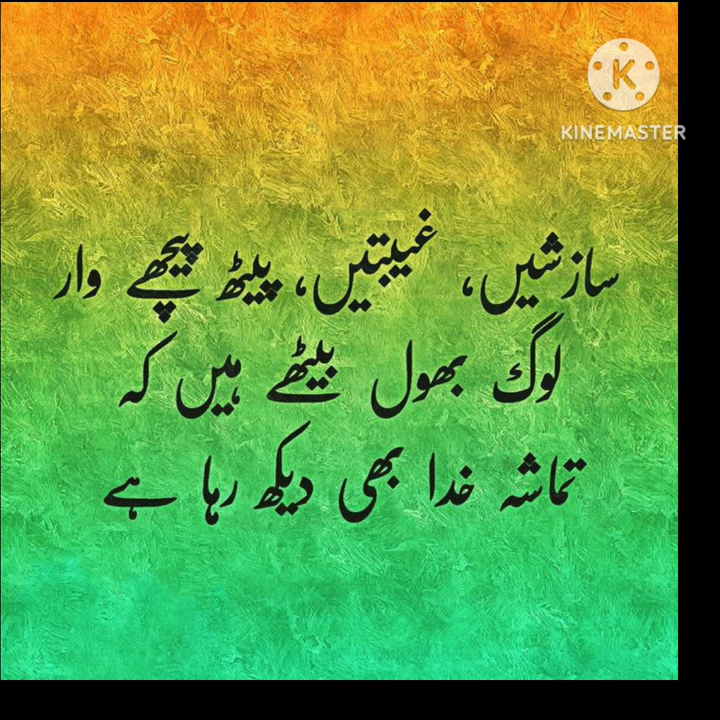 KINEMASTER
سازشیں، غیبتیں، پیٹھ پیچھے وار
لوگ بھول بیٹھے ہیں کہ
تماشہ خدا بھی دیکھ رہا ہے